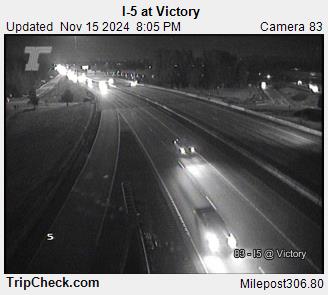 I-5 at Victory
Updated Nov 15 2024 8:05 PM Camera 83
T
S
83 - I5 @ Victory
TripCheck.com Milepost306.80